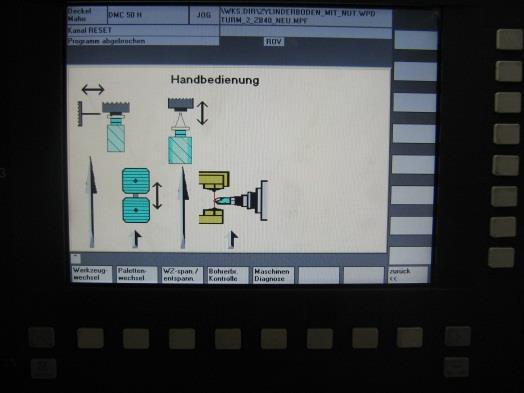 Deckel
Maho
DMC 50 H
JOG
\WKS.DIR\ZYLINDERBODEN_MIT_NUT.WPD
TURM_2_2840_NEU.MPF
Kanal RESET
Programm abgebrochen
ROV
Handbedienung
Werkzeug-
wechsel
Paletten-
wechsel
WZ-span./
entspann.
Bohrerbr.
Kontrolle
Maschinen
Diagnose
zurück
<<